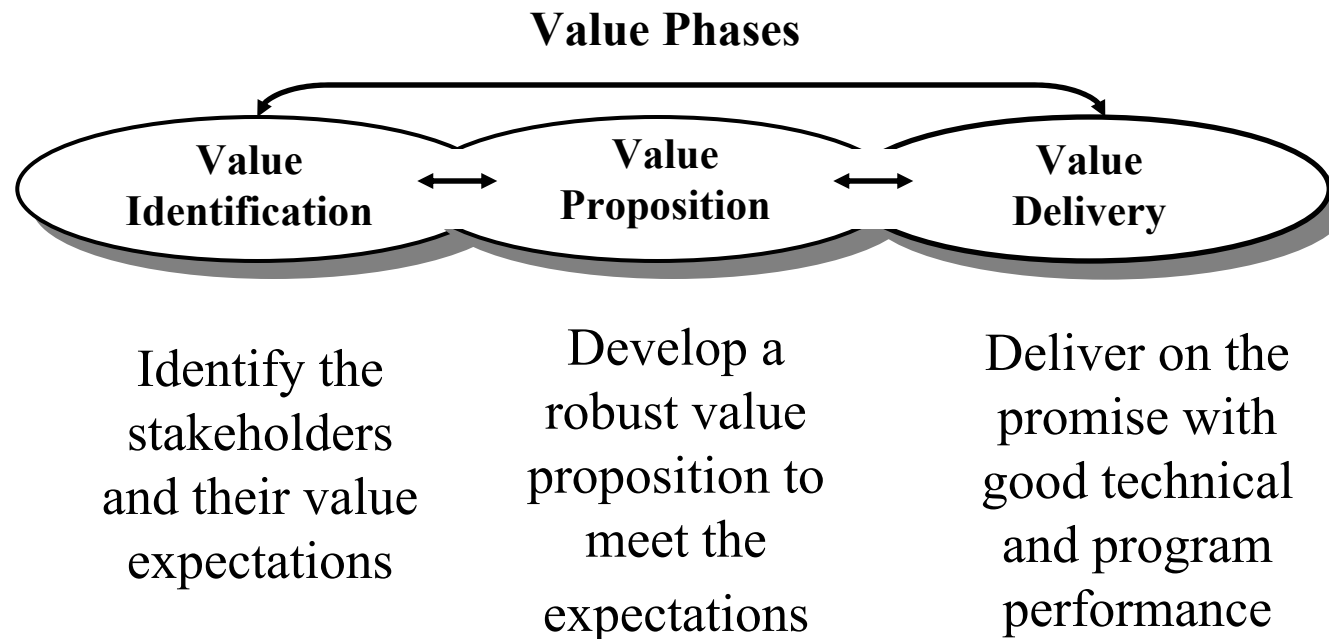 Value Phases
Value
Identification
Value
Proposition
Value
Delivery
Identify the
stakeholders
and their value
expectations
Develop a
robust value
proposition to
meet the
expectations
Deliver on the
promise with
good technical
and program
performance